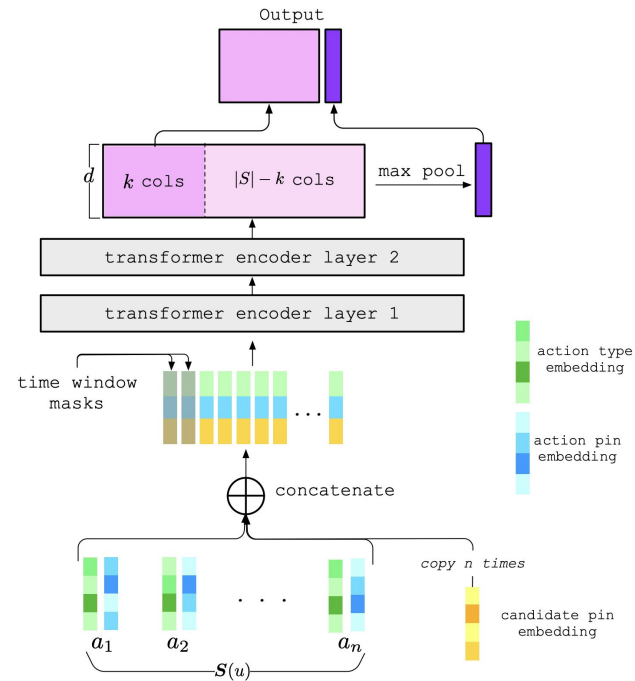 Output
d
k cols
|S| − k cols
max pool
transformer encoder layer 2
transformer encoder layer 1
time window
masks
...
action type
embedding
action pin
embedding
concatenate
copy n times
. . .
candidate pin
embedding
a₁
a₂
aₙ
S(u)